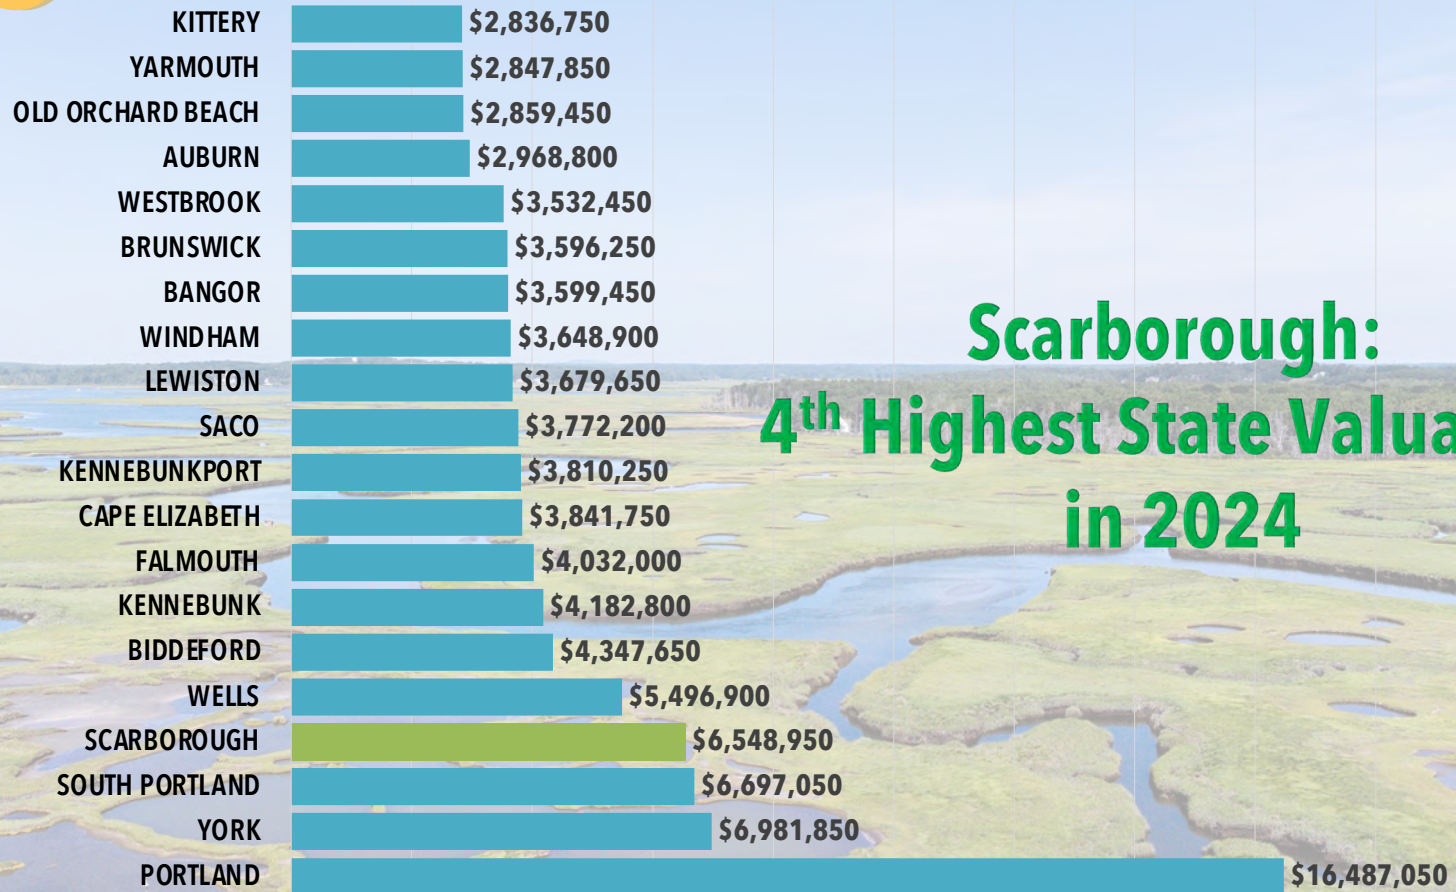 KITTERY $2,836,750
YARMOUTH $2,847,850
OLD ORCHARD BEACH $2,859,450
AUBURN $2,968,800
WESTBROOK $3,532,450
BRUNSWICK $3,596,250
BANGOR $3,599,450
WINDHAM $3,648,900
LEWISTON $3,679,650
SACO $3,772,200
KENNEBUNKPORT $3,810,250
CAPE ELIZABETH $3,841,750
FALMOUTH $4,032,000
KENNEBUNK $4,182,800
BIDDEFORD $4,347,650
WELLS $5,496,900
SCARBOROUGH $6,548,950
SOUTH PORTLAND $6,697,050
YORK $6,981,850
PORTLAND $16,487,050
Scarborough:
4th Highest State
in 2024